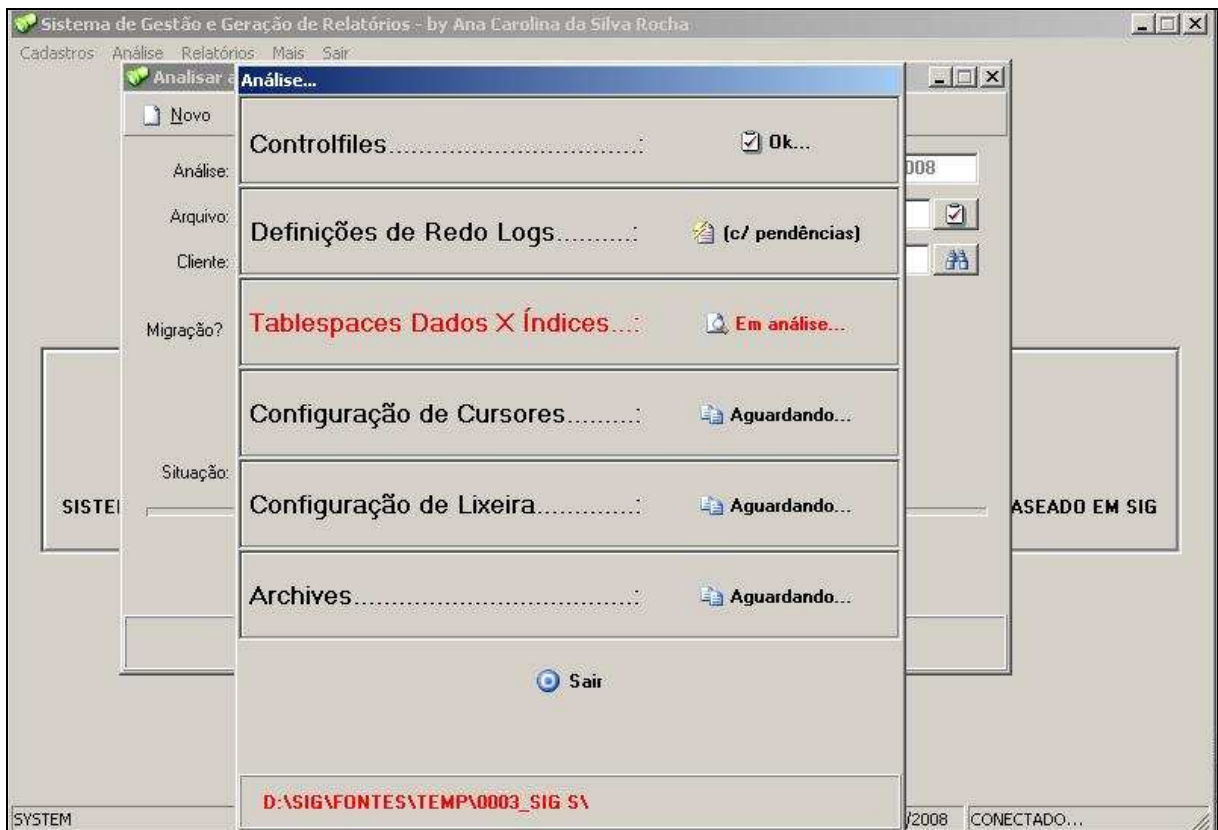 Sistema de Gestão e Geração de Relatórios - by Ana Carolina da Silva Rocha
Cadastros Análise Relatórios Mais Sair
Analisar a
Análise...
Novo
Controlfiles.................................: Ok...
Análise: 008
Arquivo:
Definições de Redo Logs..........: (c/ pendências)
Cliente:
Migração?
Tablespaces Dados X Índices...: Em análise...
Configuração de Cursores.........: Aguardando...
Situação:
Configuração de Lixeira.............: Aguardando...
SISTE ASEADO EM SIG
Archives.....................................: Aguardando...
Sair
D:\SIG\FONTES\TEMP\0003_SIG S\
SYSTEM /2008 CONECTADO...